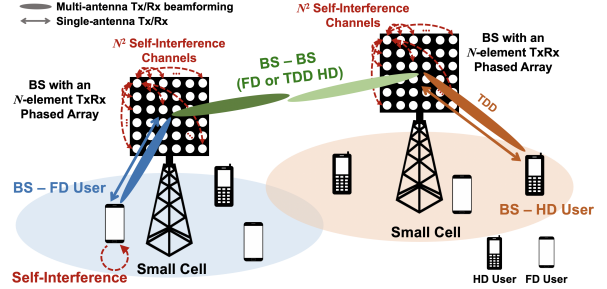 Multi-antenna Tx/Rx beamforming
Single-antenna Tx/Rx
N² Self-Interference
Channels
N² Self-Interference
Channels
BS with an
N-element TxRx
Phased Array
BS – BS
(FD or TDD HD)
BS with an
N-element TxRx
Phased Array
...
...
TDD
BS – FD User
BS – HD User
Small Cell
Small Cell
Self-Interference
HD User
FD User